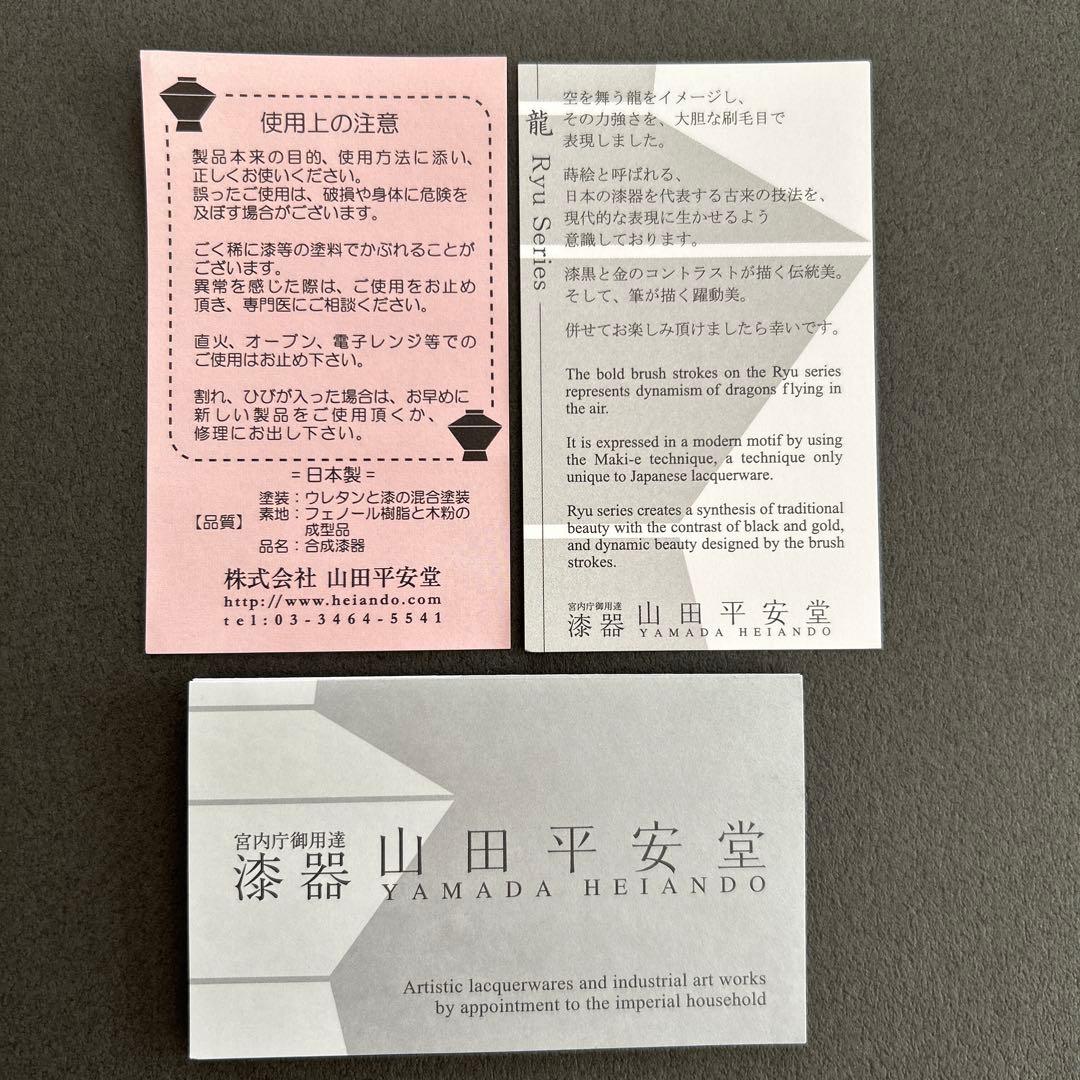 使用上の注意
製品本来の目的、使用方法に添い、
正しくお使いください。
誤ったご使用は、破損や身体に危険を
及ぼす場合がございます。
ごく稀に漆等の塗料でかぶれることが
ございます。
異常を感じた際は、ご使用をお止め
頂き、専門医にご相談ください。
直火、オーブン、電子レンジ等での
ご使用はお止め下さい。
割れ、ひびが入った場合は、お早めに
新しい製品をご使用頂くか、
修理にお出し下さい。
=日本製=
【品質】
塗装：ウレタンと漆の混合塗装
素地：フェノール樹脂と木粉の
成型品
品名：合成漆器
株式会社 山田平安堂
http://www.heiando.com
tel:03-3464-5541
龍 Ryu Series
空を舞う龍をイメージし、
その力強さを、大胆な刷毛目で
表現しました。
蒔絵と呼ばれる、
日本の漆器を代表する古来の技法を、
現代的な表現に生かせるよう
意識しております。
漆黒と金のコントラストが描く伝統美。
そして、筆が描く躍動美。
併せてお楽しみ頂けましたら幸いです。
The bold brush strokes on the Ryu series
represents dynamism of dragons flying in
the air.
It is expressed in a modern motif by using
the Maki-e technique, a technique only
unique to Japanese lacquerware.
Ryu series creates a synthesis of traditional
beauty with the contrast of black and gold,
and dynamic beauty designed by the brush
strokes.
宮内庁御用達
漆器 山田平安堂
YAMADA HEIANDO
宮内庁御用達
漆器 山田平安堂
YAMADA HEIANDO
Artistic lacquerwares and industrial art works
by appointment to the imperial household